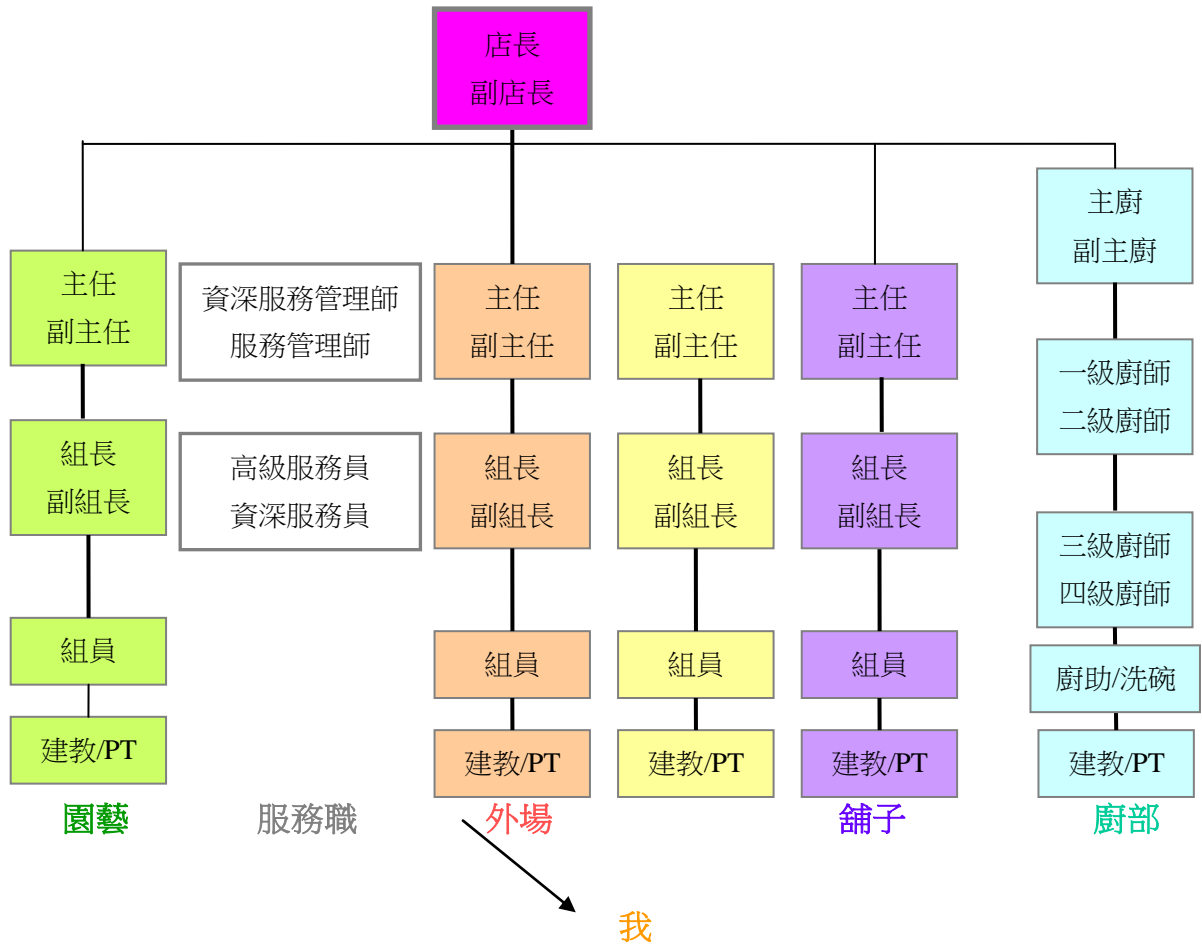 店長
副店長
主任
副主任
組長
副組長
組員
建教/PT
園藝
資深服務管理師
服務管理師
高級服務員
資深服務員
服務職
主任
副主任
組長
副組長
組員
建教/PT
外場
主任
副主任
組長
副組長
組員
建教/PT
主任
副主任
組長
副組長
組員
建教/PT
舖子
主廚
副主廚
一級廚師
二級廚師
三級廚師
四級廚師
廚助/洗碗
建教/PT
廚部
我